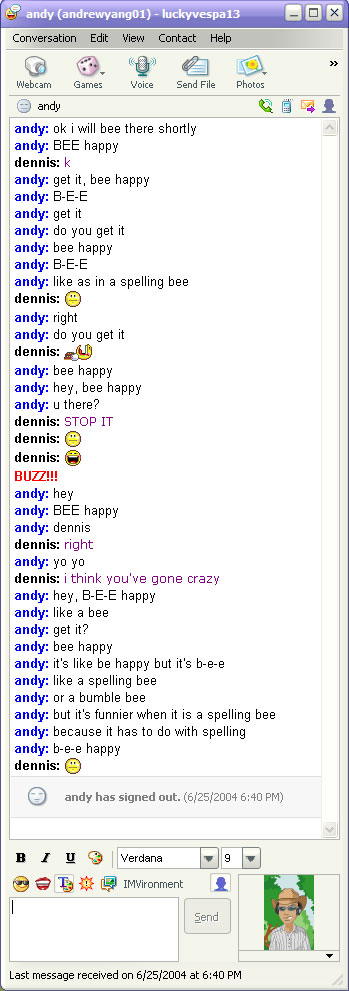 andy (andrewyang01) - luckyvespa13
Conversation Edit View Contact Help
Webcam Games Voice Send File Photos »
andy
andy: ok i will bee there shortly
andy: BEE happy
dennis: k
andy: get it, bee happy
andy: B-E-E
andy: get it
andy: do you get it
andy: bee happy
andy: B-E-E
andy: like as in a spelling bee
dennis:
andy: right
andy: do you get it
dennis:
andy: bee happy
andy: hey, bee happy
andy: u there?
dennis: STOP IT
dennis:
dennis:
BUZZ!!!
andy: hey
andy: BEE happy
andy: dennis
dennis: right
andy: yo yo
dennis: i think you've gone crazy
andy: hey, B-E-E happy
andy: like a bee
andy: get it?
andy: bee happy
andy: it's like be happy but it's b-e-e
andy: like a spelling bee
andy: or a bumble bee
andy: but it's funnier when it is a spelling bee
andy: because it has to do with spelling
andy: b-e-e happy
dennis:
andy has signed out. (6/25/2004 6:40 PM)
B I U Verdana 9
IMVironment
Send
Last message received on 6/25/2004 at 6:40 PM